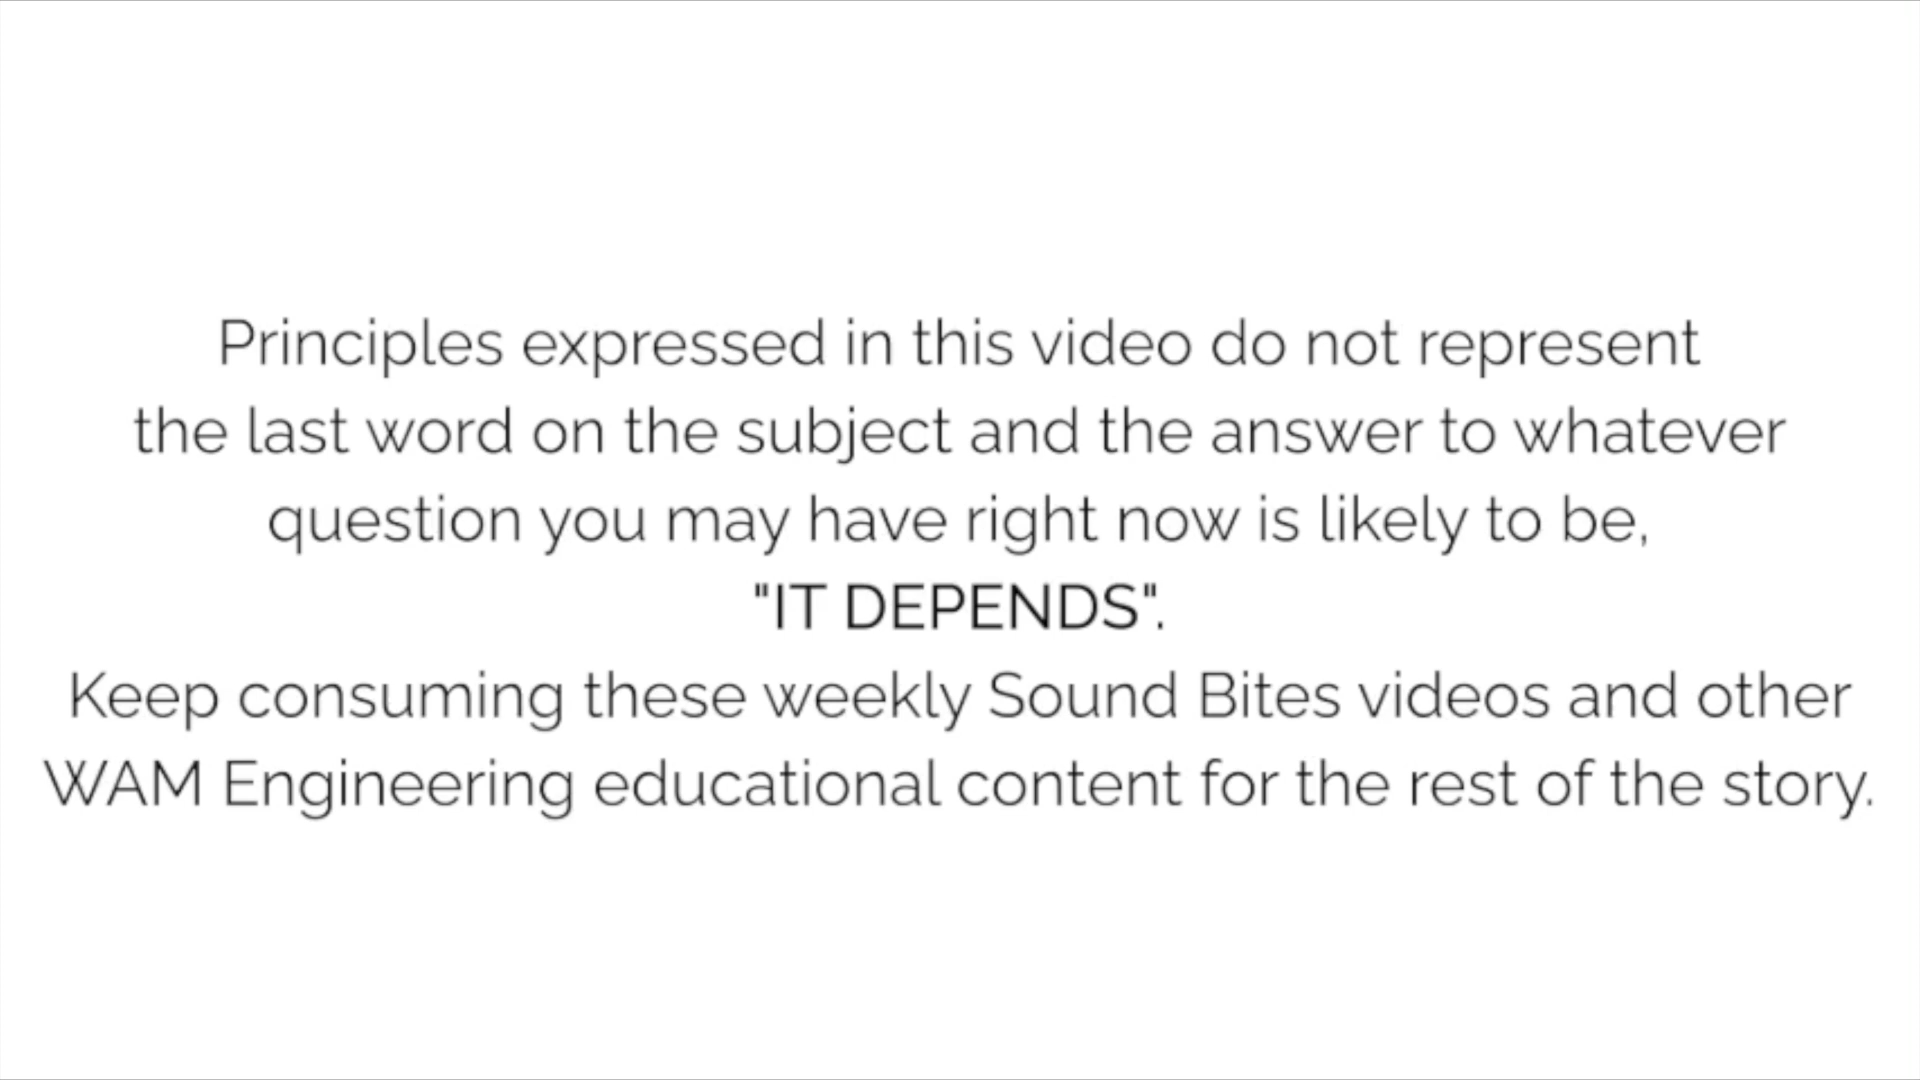 Principles expressed in this video do not represent
the last word on the subject and the answer to whatever
question you may have right now is likely to be,
"IT DEPENDS".
Keep consuming these weekly Sound Bites videos and other
WAM Engineering educational content for the rest of the story.